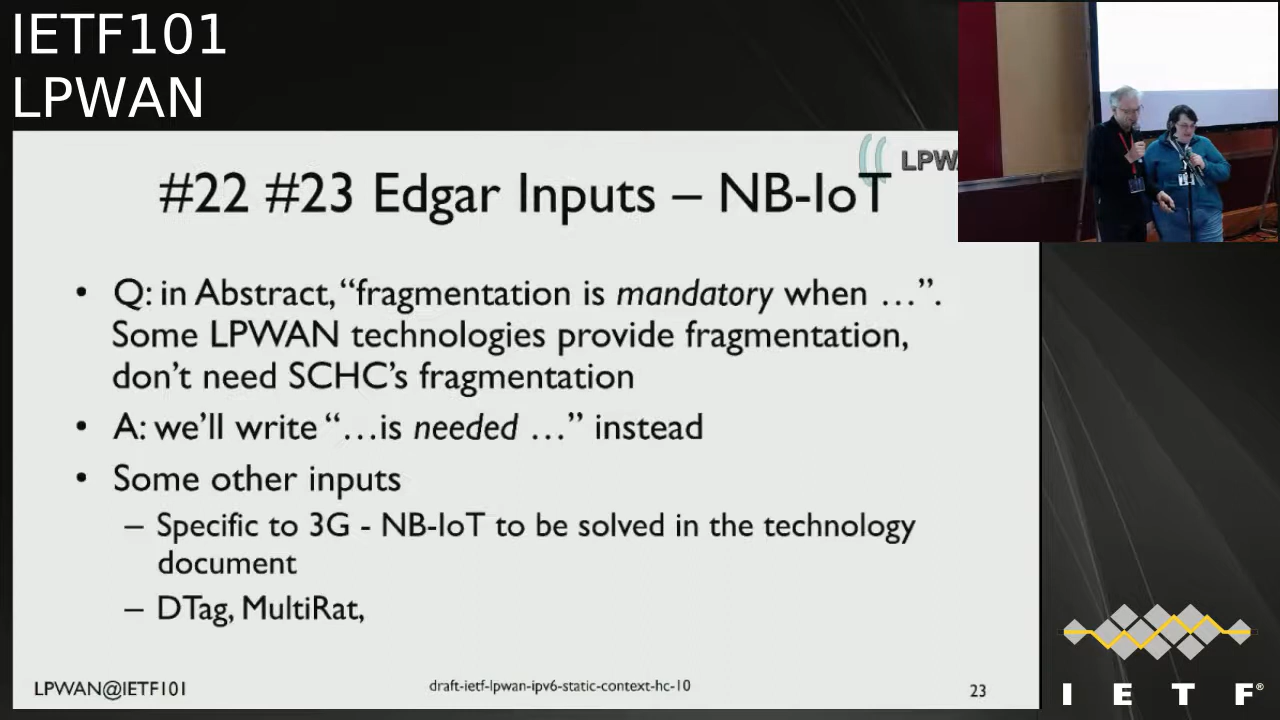 IETF101
LPWAN
LPW
#22 #23 Edgar Inputs – NB-IoT
• Q: in Abstract, “fragmentation is mandatory when …”.
Some LPWAN technologies provide fragmentation,
don’t need SCHC’s fragmentation
• A: we’ll write “…is needed …” instead
• Some other inputs
– Specific to 3G - NB-IoT to be solved in the technology
document
– DTag, MultiRat,
LPWAN@IETF101
draft-ietf-lpwan-ipv6-static-context-hc-10
23
I E T F®